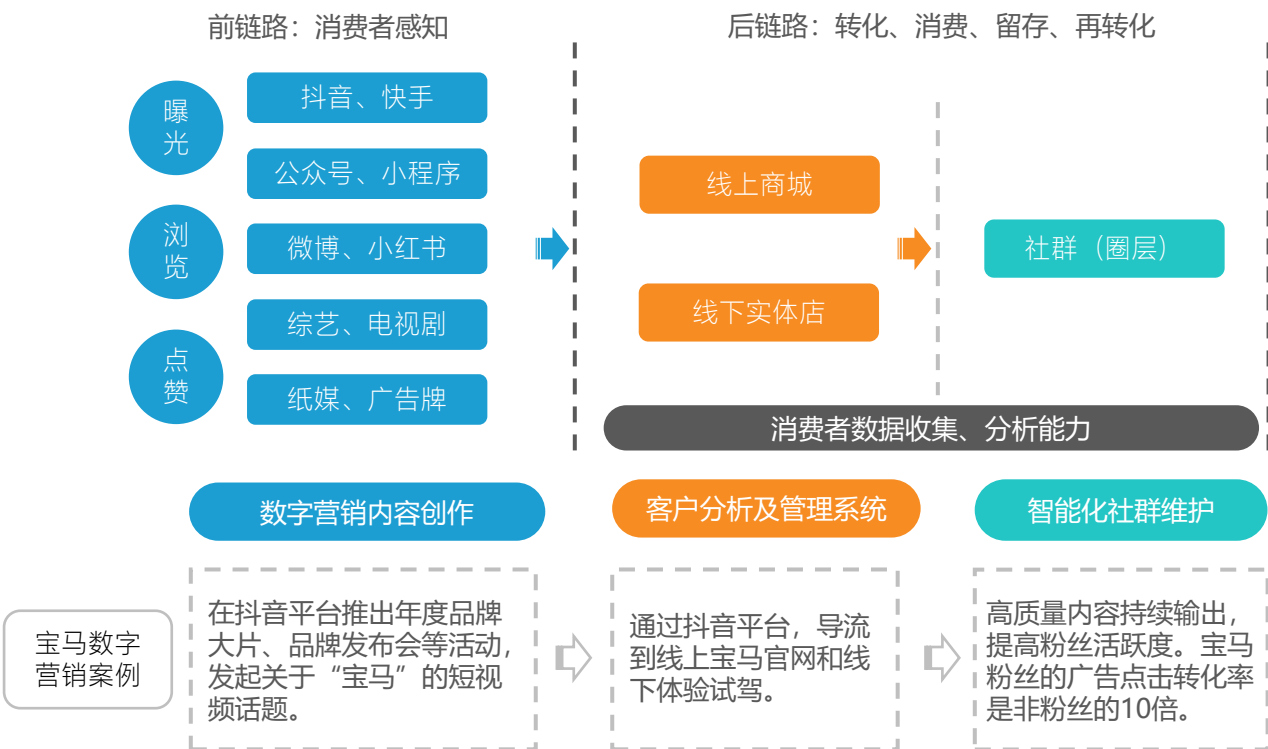 前链路：消费者感知
后链路：转化、消费、留存、再转化
曝
光
浏
览
点
赞
抖音、快手
公众号、小程序
微博、小红书
综艺、电视剧
纸媒、广告牌
线上商城
线下实体店
社群（圈层）
消费者数据收集、分析能力
数字营销内容创作
客户分析及管理系统
智能化社群维护
宝马数字
营销案例
在抖音平台推出年度品牌
大片、品牌发布会等活动，
发起关于“宝马”的短视
频话题。
通过抖音平台，导流
到线上宝马官网和线
下体验试驾。
高质量内容持续输出，
提高粉丝活跃度。宝马
粉丝的广告点击转化率
是非粉丝的10倍。